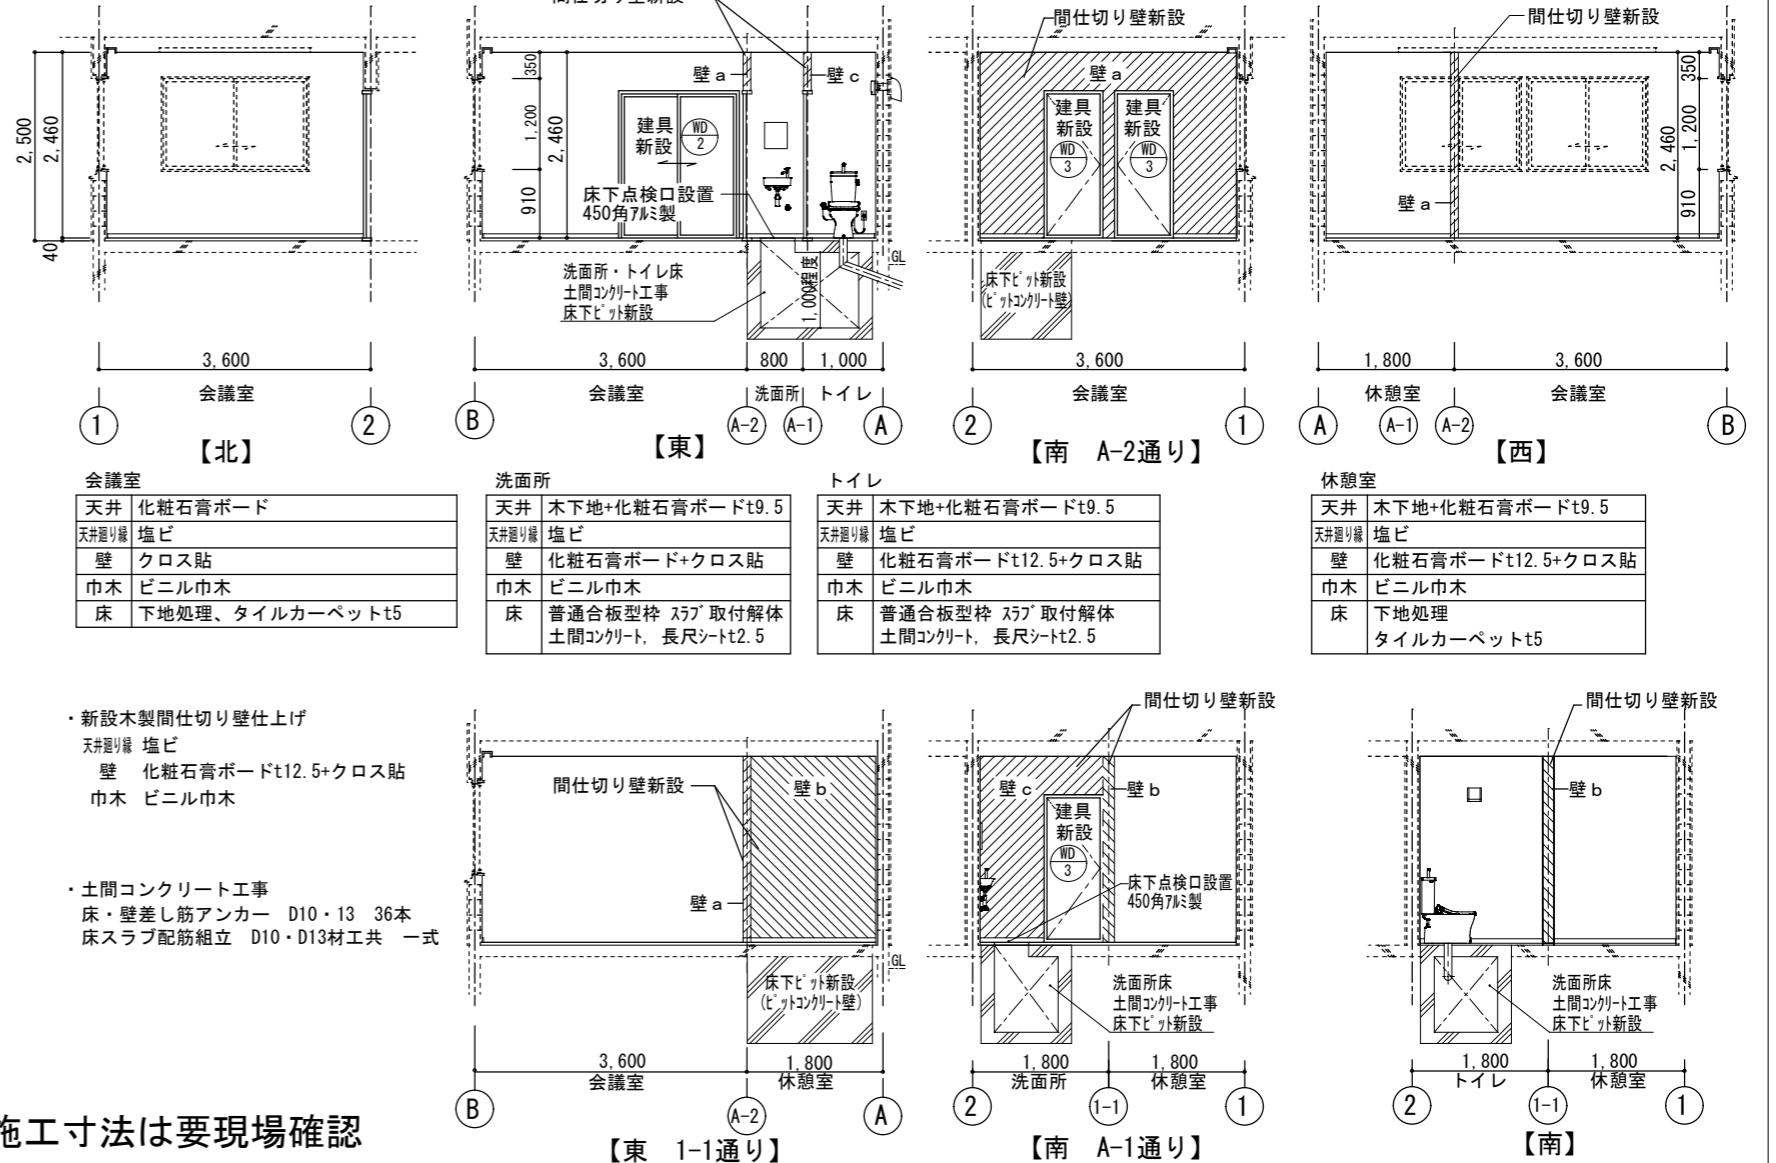 間仕切り壁新設
2,500
2,460
40
3,600
会議室
1
2
【北】
350
1,200
910
2,460
壁a
壁c
建具
新設
WD
2
床下点検口設置
450角アルミ製
洗面所・トイレ床
土間コンクリート工事
床下ピット新設
1,000程度
GL
3,600
800
1,000
会議室
洗面所
トイレ
B
A-2
A-1
A
【東】
間仕切り壁新設
壁a
建具
新設
WD
3
建具
新設
WD
3
床下ピット新設
(ピットコンクリート壁)
3,600
会議室
2
1
【南 A-2通り】
間仕切り壁新設
350
1,200
2,460
910
壁a
1,800
3,600
休憩室
会議室
A
A-1
A-2
B
【西】
会議室
天井 化粧石膏ボード
天井廻り縁 塩ビ
壁 クロス貼
巾木 ビニル巾木
床 下地処理、タイルカーペットt5
洗面所
天井 木下地+化粧石膏ボードt9.5
天井廻り縁 塩ビ
壁 化粧石膏ボード+クロス貼
巾木 ビニル巾木
床 普通合板型枠 スラブ取付解体
土間コンクリート, 長尺シートt2.5
トイレ
天井 木下地+化粧石膏ボードt9.5
天井廻り縁 塩ビ
壁 化粧石膏ボードt12.5+クロス貼
巾木 ビニル巾木
床 普通合板型枠 スラブ取付解体
土間コンクリート, 長尺シートt2.5
休憩室
天井 木下地+化粧石膏ボードt9.5
天井廻り縁 塩ビ
壁 化粧石膏ボードt12.5+クロス貼
巾木 ビニル巾木
床 下地処理
タイルカーペットt5
・新設木製間仕切り壁仕上げ
天井廻り縁 塩ビ
壁 化粧石膏ボードt12.5+クロス貼
巾木 ビニル巾木
・土間コンクリート工事
床・壁差し筋アンカー D10・13 36本
床スラブ配筋組立 D10・D13材工共 一式
間仕切り壁新設
壁b
壁a
床下ピット新設
(ピットコンクリート壁)
GL
3,600
1,800
会議室
休憩室
B
A-2
A
【東 1-1通り】
間仕切り壁新設
壁c
壁b
建具
新設
WD
3
床下点検口設置
450角アルミ製
洗面所床
土間コンクリート工事
床下ピット新設
1,800
1,800
洗面所
休憩室
2
1-1
1
【南 A-1通り】
間仕切り壁新設
壁b
洗面所床
土間コンクリート工事
床下ピット新設
1,800
1,800
トイレ
休憩室
2
1-1
1
【南】
施工寸法は要現場確認